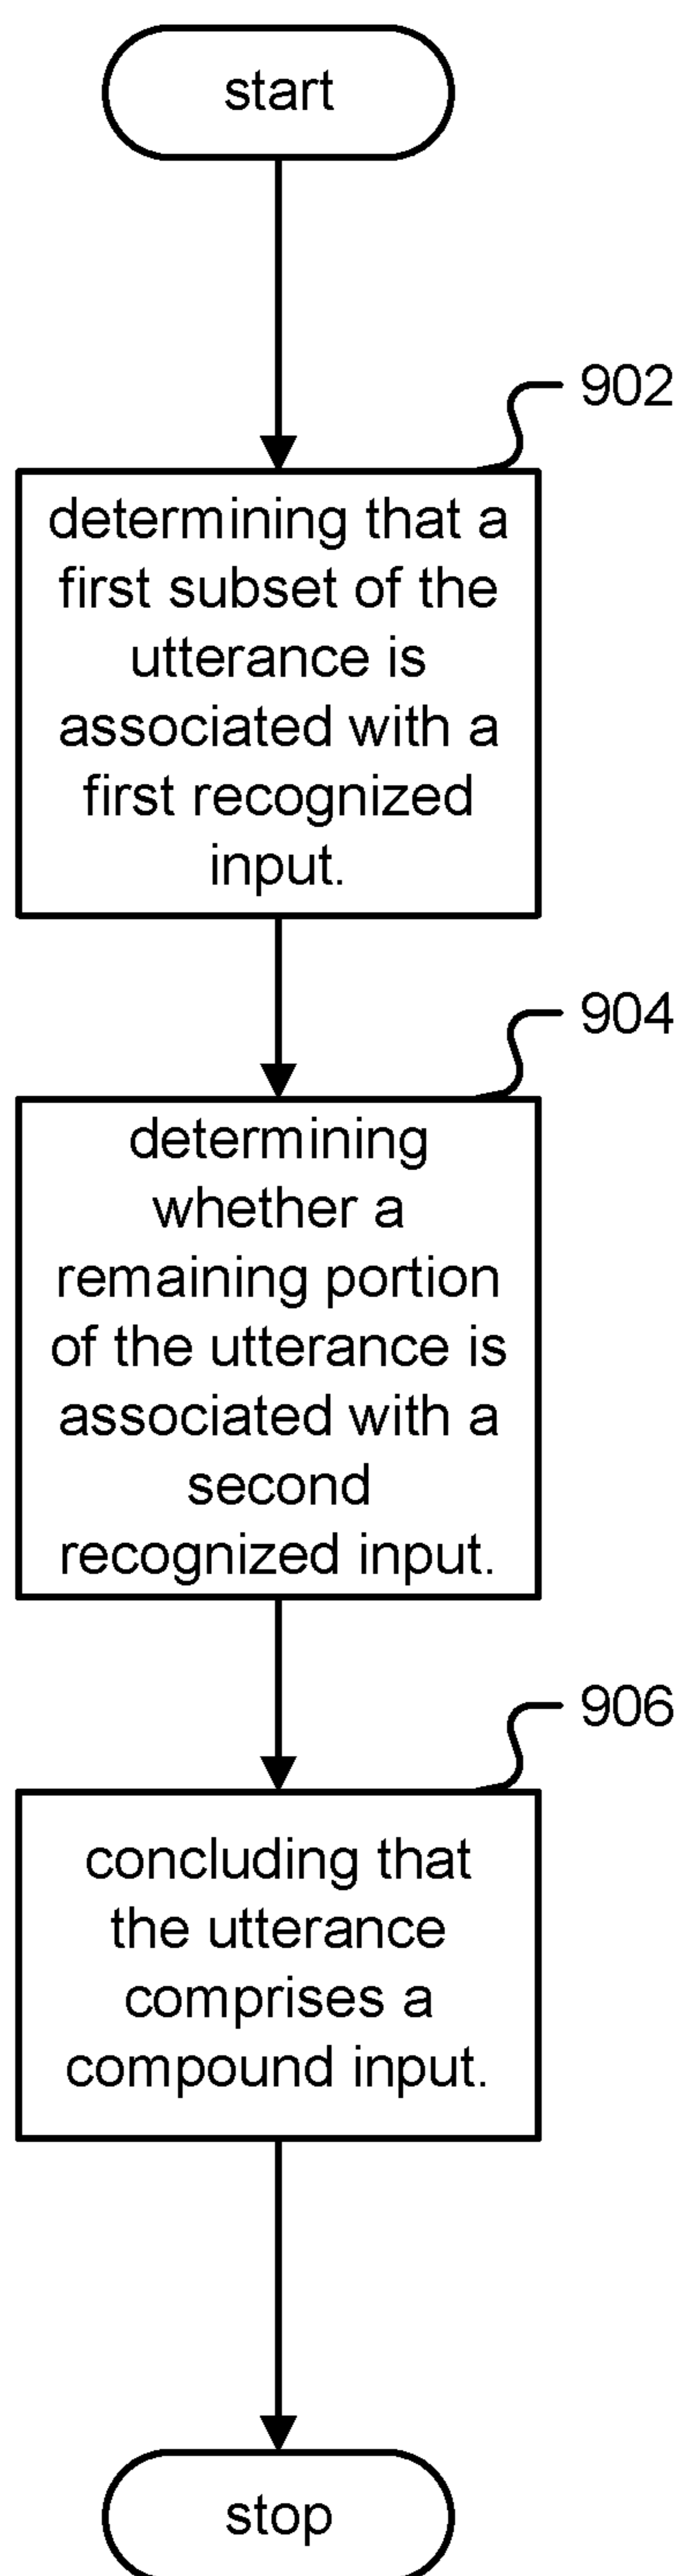 start
902
determining that a
first subset of the
utterance is
associated with a
first recognized
input.
904
determining
whether a
remaining portion
of the utterance is
associated with a
second
recognized input.
906
concluding that
the utterance
comprises a
compound input.
stop